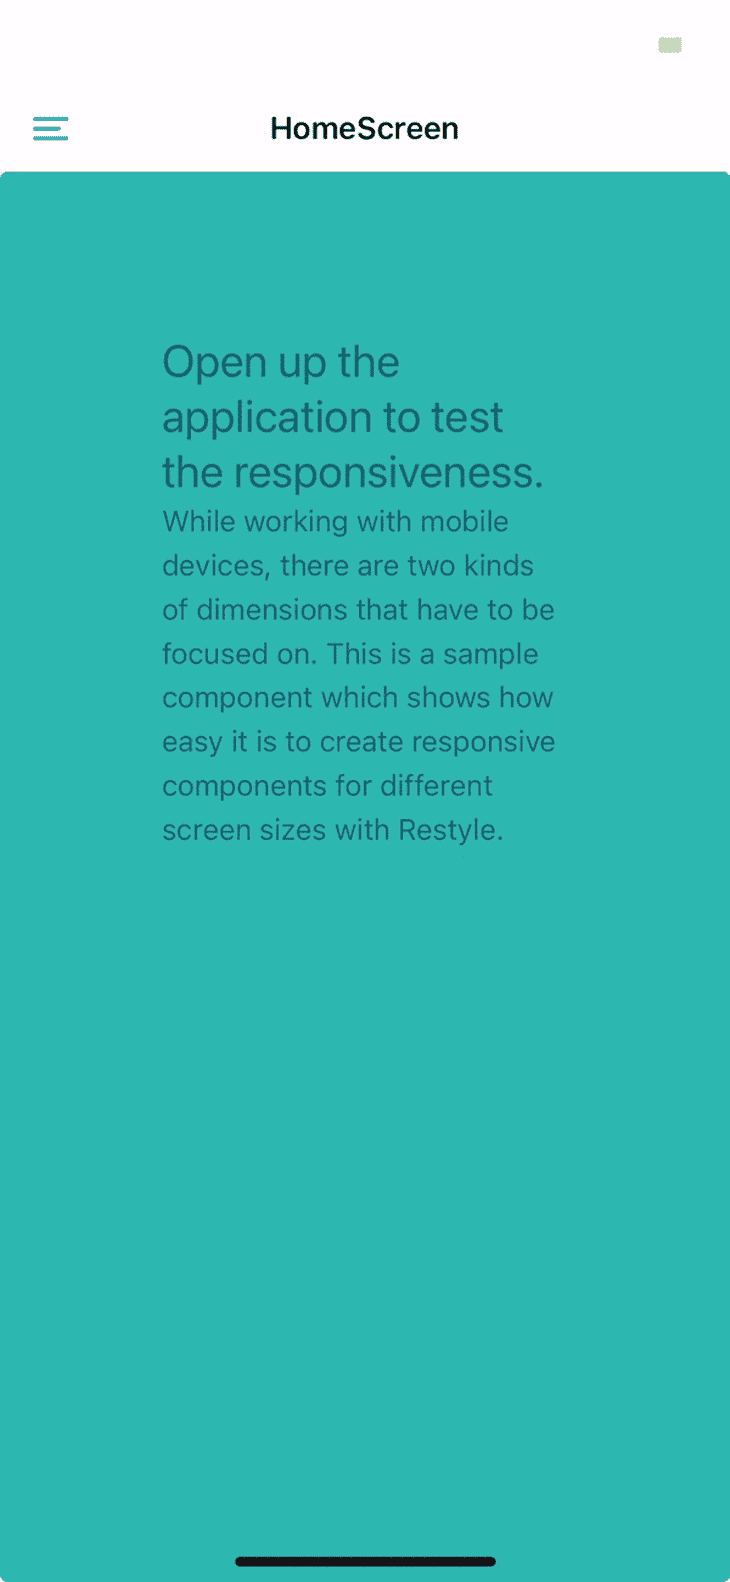 HomeScreen
Open up the
application to test
the responsiveness.
While working with mobile
devices, there are two kinds
of dimensions that have to be
focused on. This is a sample
component which shows how
easy it is to create responsive
components for different
screen sizes with Restyle.